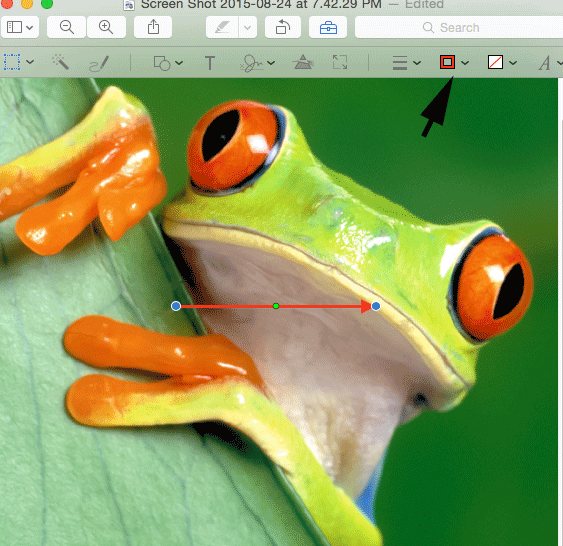 Screen Shot 2015-08-24 at 7.42.29 PM — Edited
Search
T
A